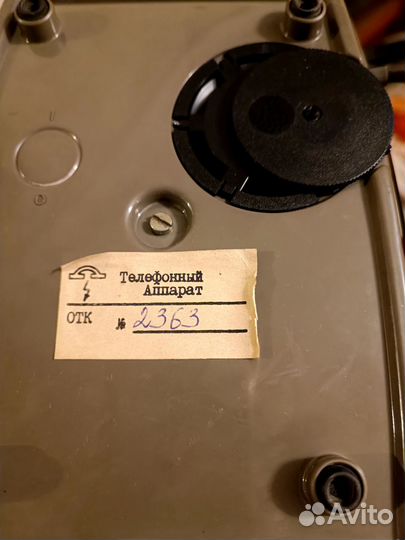 Телефонный
Аппарат
ОТК № 2363
Avito